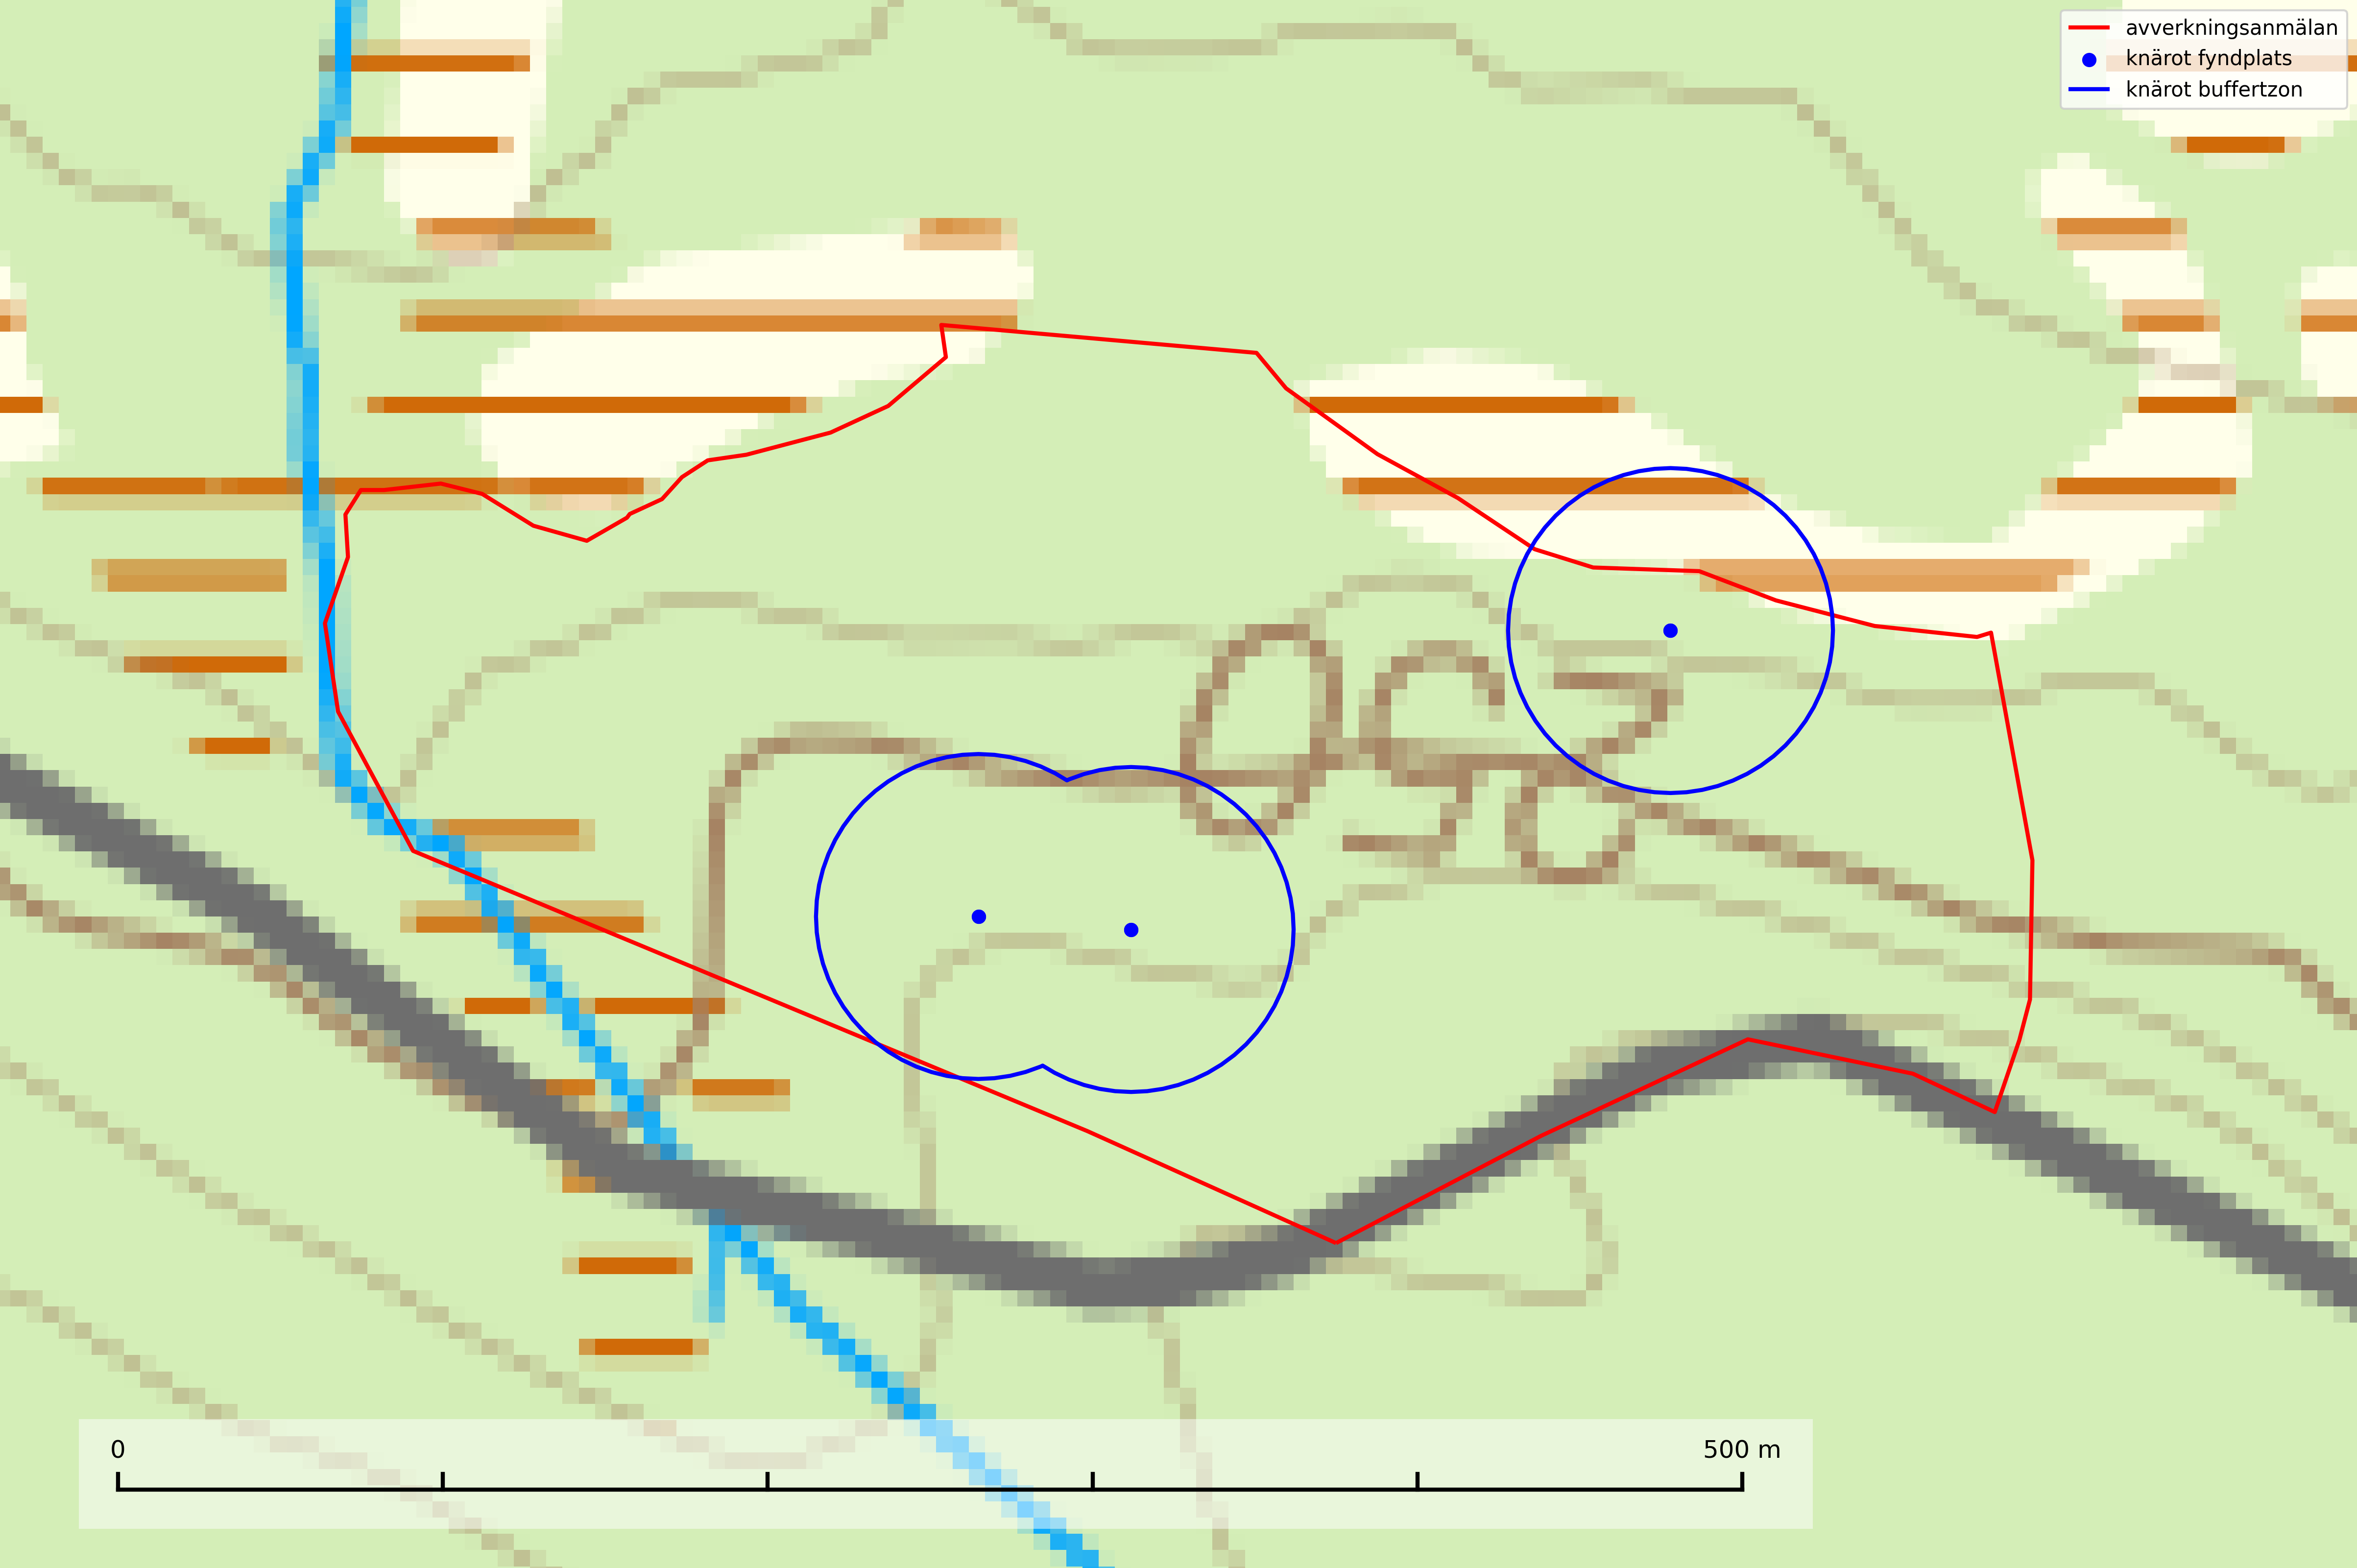 avverkningsanmälan
knärot fyndplats
knärot buffertzon
0 500 m